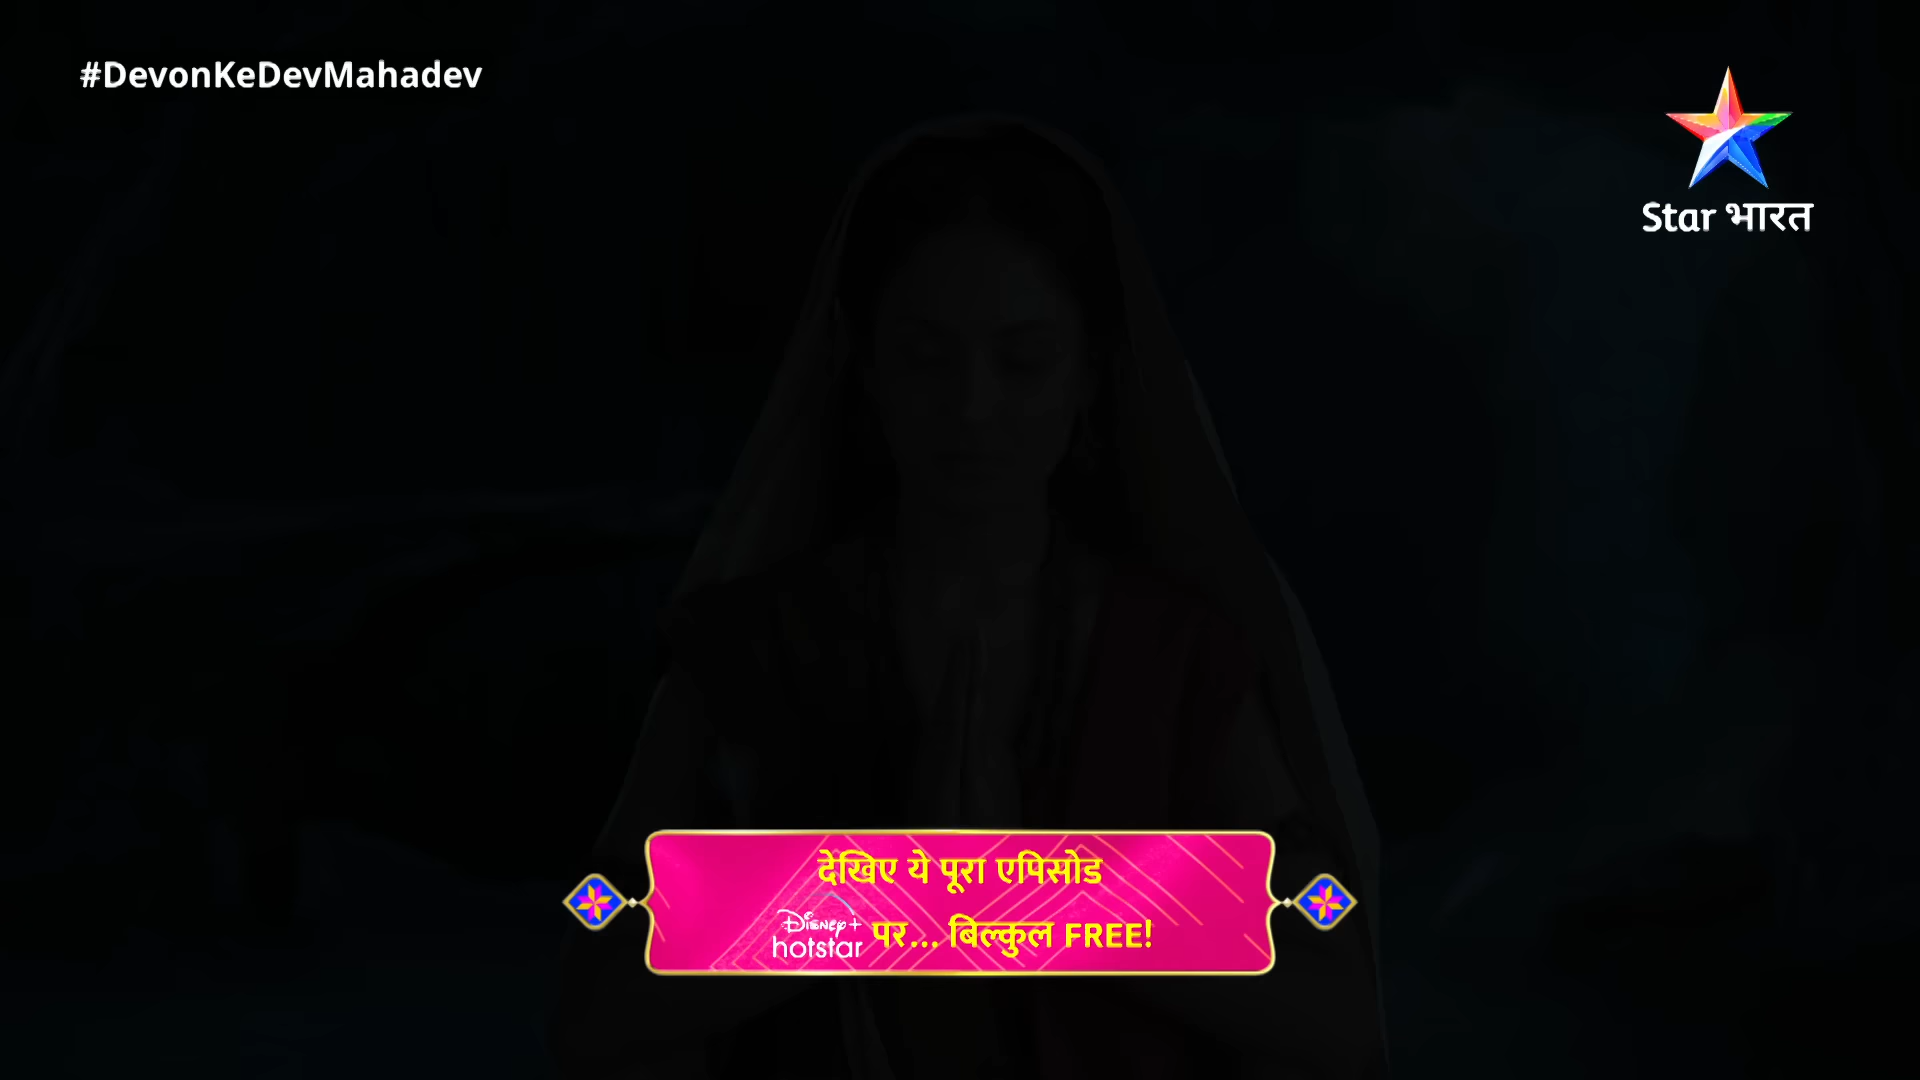 #DevonKeDevMahadev
Star भारत
देखिए ये पूरा एपिसोड
Disney+ hotstar पर... बिल्कुल FREE!